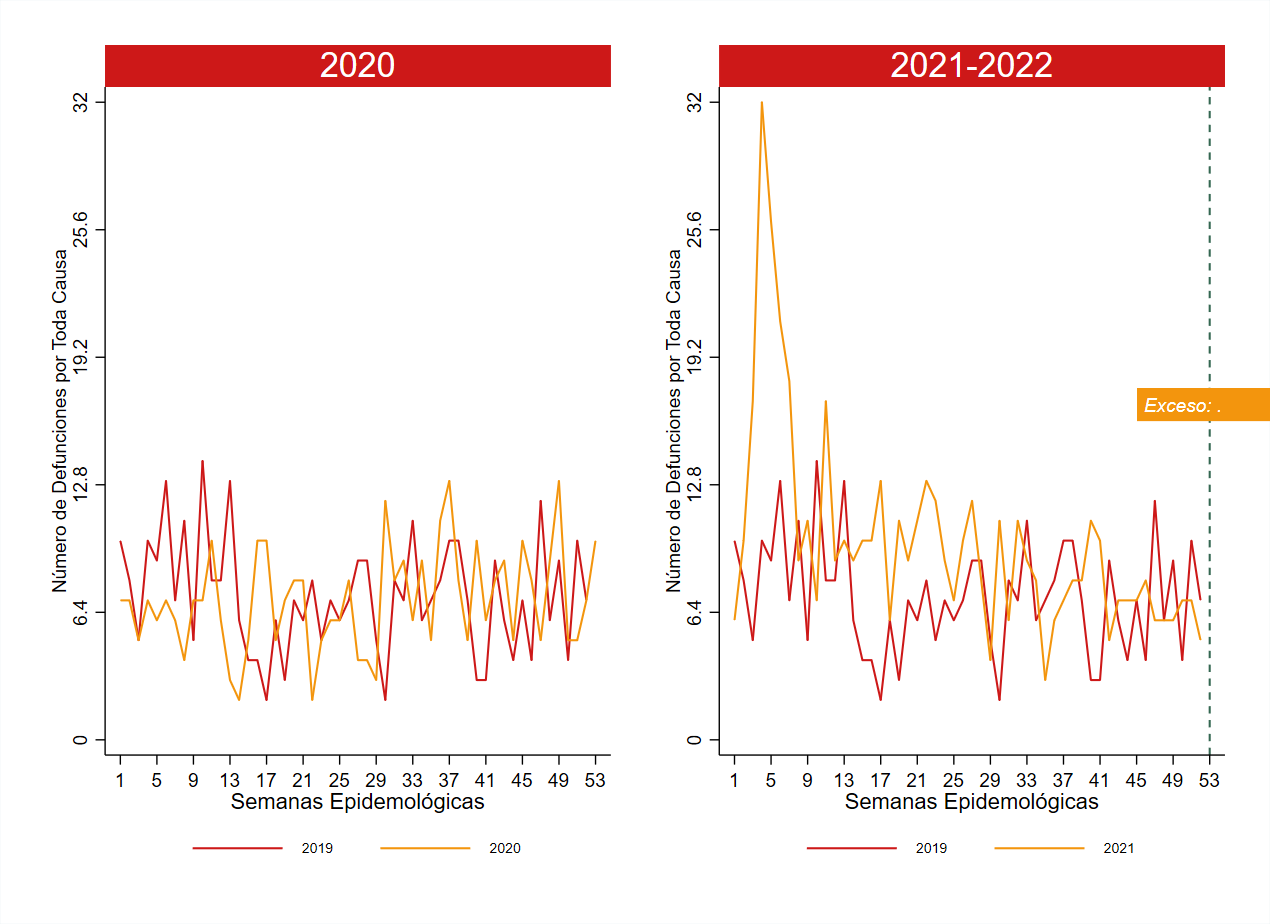 2020
Número de Defunciones por Toda Causa
32
25.6
19.2
12.8
6.4
0
1 5 9 13 17 21 25 29 33 37 41 45 49 53
Semanas Epidemológicas
2019 2020
2021-2022
Número de Defunciones por Toda Causa
32
25.6
19.2
12.8
6.4
0
Exceso: .
1 5 9 13 17 21 25 29 33 37 41 45 49 53
Semanas Epidemológicas
2019 2021